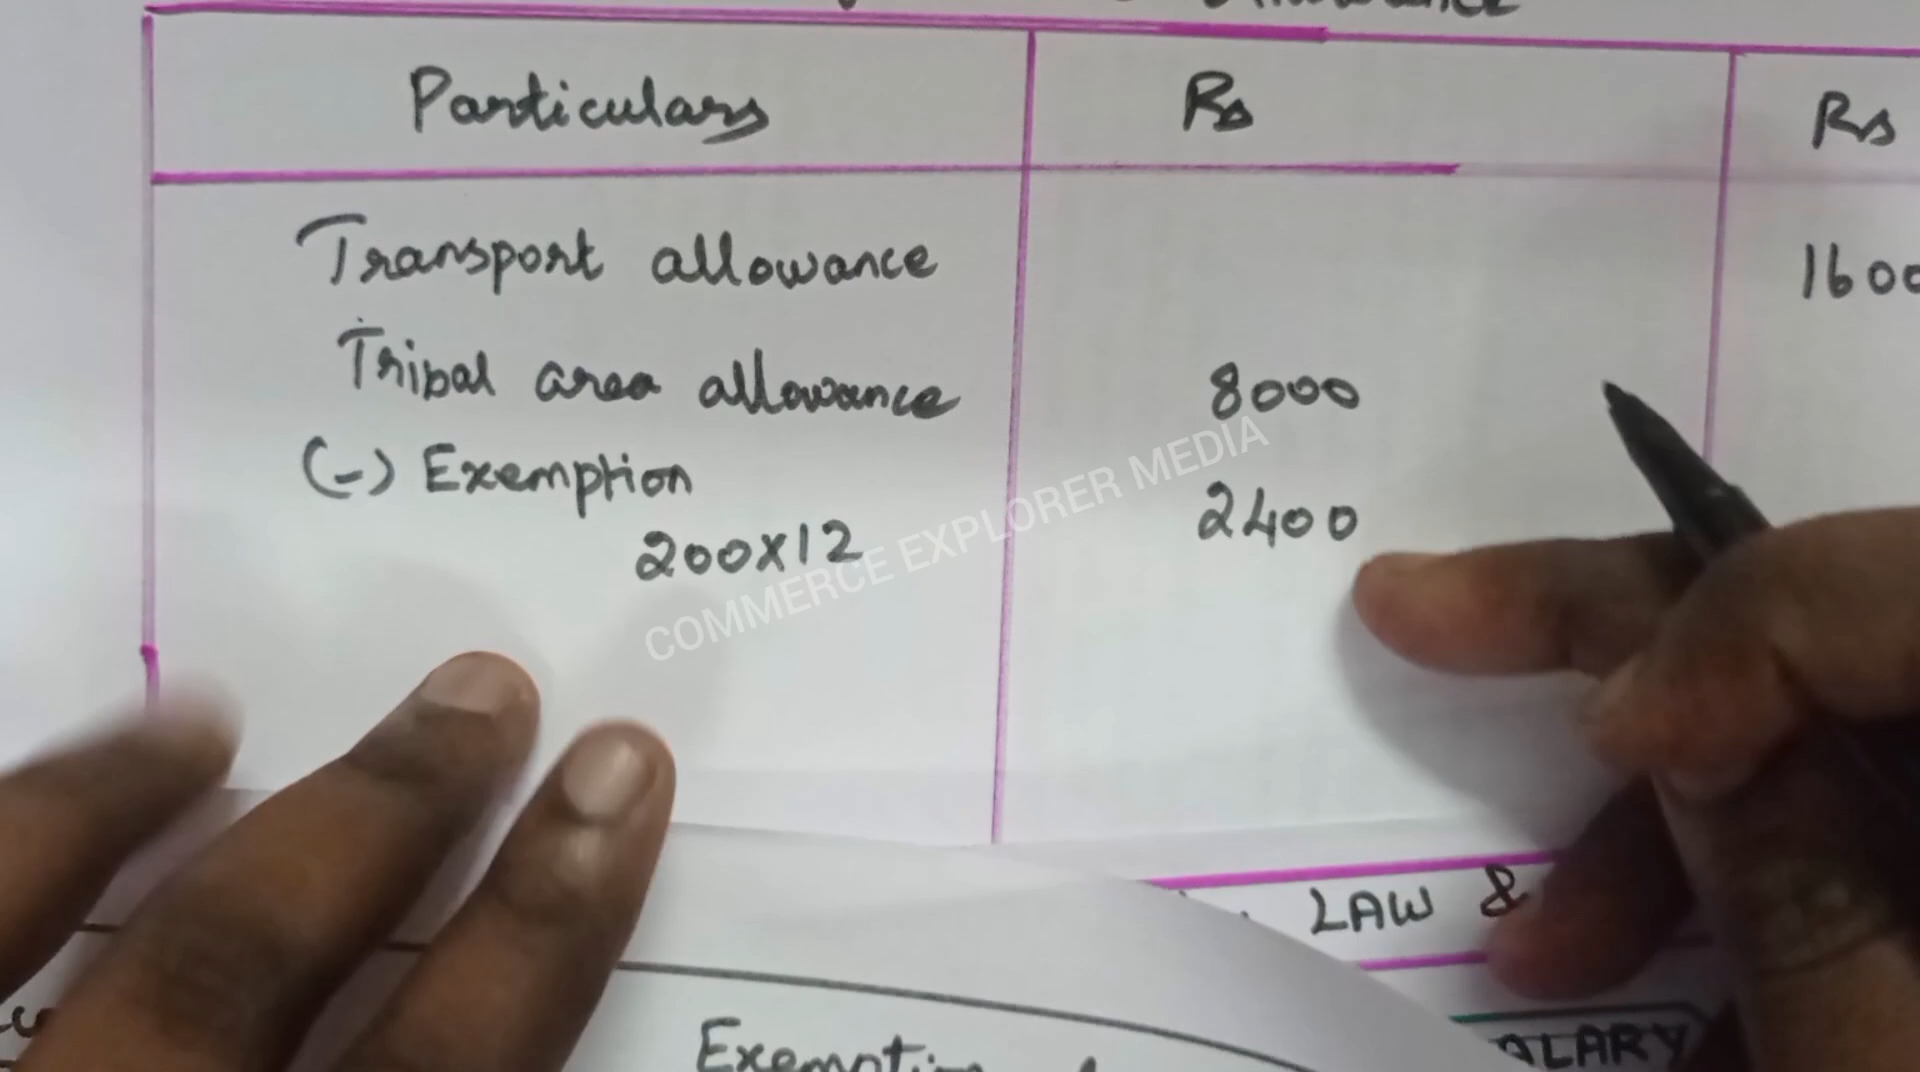 Particulars Rs Rs
Transport allowance 1600
Tribal area allowance 8000
(-) Exemption
200x12 2400
COMMERCE EXPLORER MEDIA
LAW &